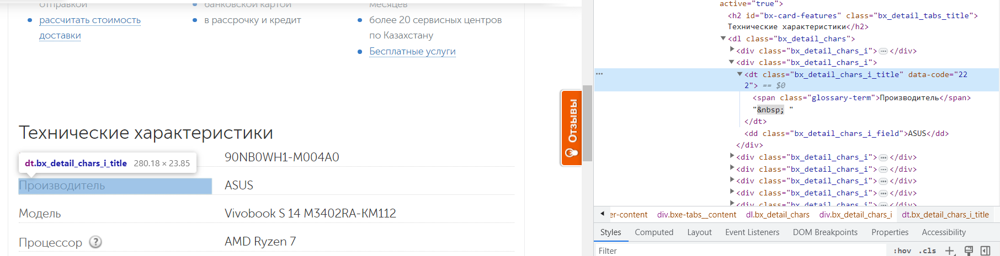 отправкой
банковской картой
месяцев
рассчитать стоимость
доставки
в рассрочку и кредит
более 20 сервисных центров
по Казахстану
Бесплатные услуги
Отзывы
Технические характеристики
dt.bx_detail_chars_i_title 280.18 × 23.85
90NB0WH1-M004A0
Производитель ASUS
Модель Vivobook S 14 M3402RA-KM112
Процессор ? AMD Ryzen 7
active="true">
<h2 id="bx-card-features" class="bx_detail_tabs_title">
Технические характеристики</h2>
<dl class="bx_detail_chars">
<div class="bx_detail_chars_i">…</div>
<div class="bx_detail_chars_i">
<dt class="bx_detail_chars_i_title" data-code="22
2"> == $0
<span class="glossary-term">Производитель</span>
"&nbsp; "
</dt>
<dd class="bx_detail_chars_i_field">ASUS</dd>
</div>
<div class="bx_detail_chars_i">…</div>
<div class="bx_detail_chars_i">…</div>
<div class="bx_detail_chars_i">…</div>
<div class="bx_detail_chars_i">…</div>
<div class="bx_detail_chars_i">…</div>
er-content div.bxe-tabs__content dl.bx_detail_chars div.bx_detail_chars_i dt.bx_detail_chars_i_title
Styles Computed Layout Event Listeners DOM Breakpoints Properties Accessibility
Filter :hov .cls